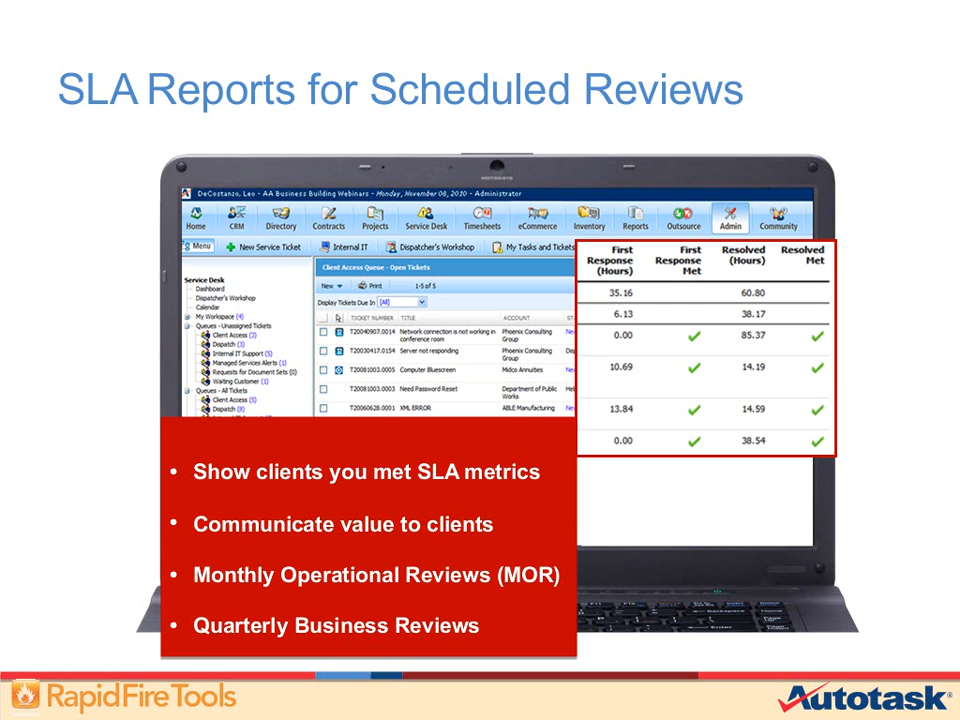 SLA Reports for Scheduled Reviews
DeCostanzo, Leo - AA Business Building Webinars - Monday, November 08, 2010 - Administrator
Home CRM Directory Contracts Projects Service Desk Timesheets eCommerce Inventory Reports Outsource Admin Community
Menu New Service Ticket Internal IT Dispatcher's Workshop My Tasks and Tickets
Service Desk
Dashboard
Dispatcher's Workshop
Calendar
My Workspace (4)
Queues - Unassigned Tickets
Client Access (3)
Dispatch (3)
Internal IT Support (5)
Managed Services Alerts (1)
Requests for Document Sets (0)
Waiting Customer (1)
Queues - All Tickets
Client Access (5)
Dispatch (8)
Client Access Queue - Open Tickets
New Print 1-5 of 5
Display Tickets Due In [All]
TICKET NUMBER TITLE ACCOUNT
T20040907.0014 Network connection is not working in Phoenix Consulting
conference room Group
T20030417.0154 Server not responding Phoenix Consulting
Group
T20081003.0005 Computer Bluescreen Midco Annuities
T20081003.0003 Need Password Reset Department of Public
Works
T20060628.0001 XML ERROR ABLE Manufacturing
First First Resolved Resolved
Response Response (Hours) Met
(Hours) Met
35.16 60.80
6.13 38.17
0.00 85.37
10.69 14.19
13.84 14.59
0.00 38.54
• Show clients you met SLA metrics
• Communicate value to clients
• Monthly Operational Reviews (MOR)
• Quarterly Business Reviews
RapidFireTools
Autotask®